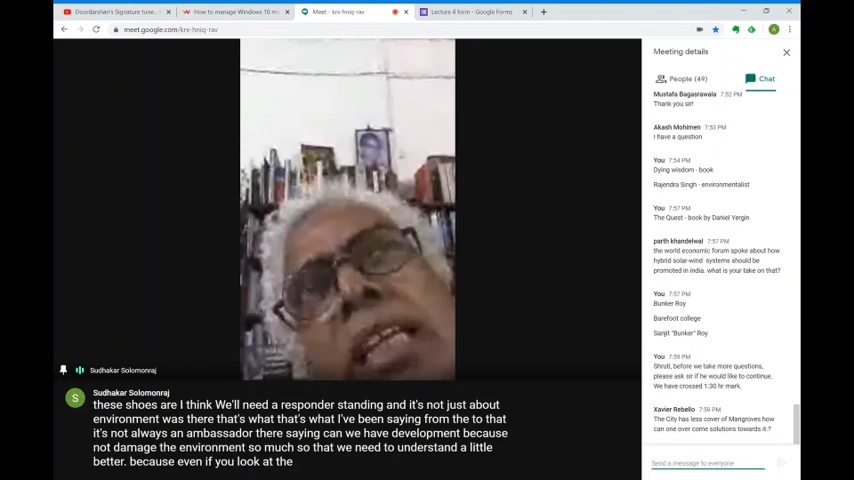 Doordarshan's Signature tune...
How to manage Windows 10 n
Meet - krx-hniq-rav
Lecture 4 form - Google Forms
meet.google.com/krx-hniq-rav
A
Meeting details
People (49)
Chat
Mustafa Bagasrawala 7:52 PM
Thank you sir!
Akash Mohimen 7:53 PM
I have a question
You 7:54 PM
Dying wisdom - book
Rajendra Singh - environmentalist
You 7:57 PM
The Quest - book by Daniel Yergin
parth khandelwal 7:57 PM
the world economic forum spoke about how
hybrid solar-wind systems should be
promoted in india. what is your take on that?
You 7:57 PM
Bunker Roy
Barefoot college
Sanjit "Bunker" Roy
You 7:59 PM
Shruti, before we take more questions,
please ask sir if he would like to continue.
We have crossed 1:30 hr mark.
Xavier Rebello 7:59 PM
The City has less cover of Mangroves how
can one over come solutions towards it.?
Send a message to everyone
Sudhakar Solomonraj
S
Sudhakar Solomonraj
these shoes are I think We'll need a responder standing and it's not just about
environment was there that's what that's what I've been saying from the to that
it's not always an ambassador there saying can we have development because
not damage the environment so much so that we need to understand a little
better. because even if you look at the